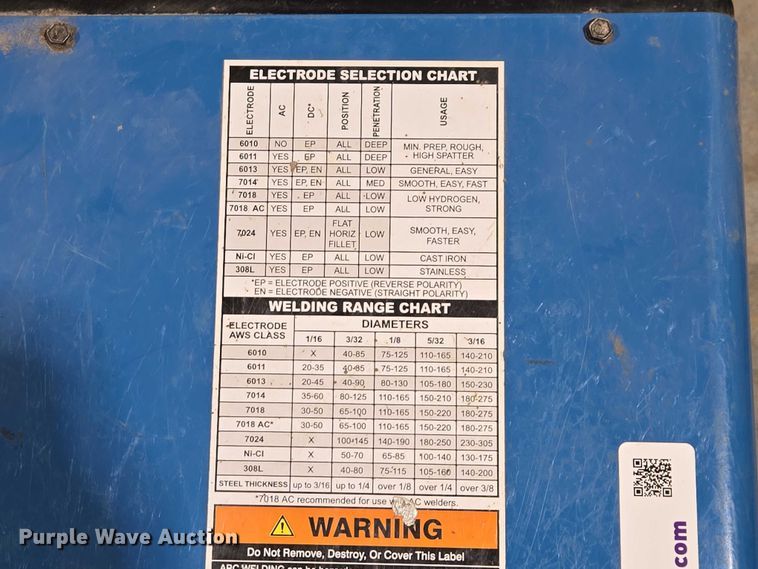 ELECTRODE SELECTION CHART
ELECTRODE AC DC* POSITION PENETRATION USAGE
6010 NO EP ALL DEEP MIN. PREP, ROUGH,
6011 YES EP ALL DEEP HIGH SPATTER
6013 YES EP, EN ALL LOW GENERAL, EASY
7014 YES EP, EN ALL MED SMOOTH, EASY, FAST
7018 YES EP ALL LOW LOW HYDROGEN,
7018 AC YES EP ALL LOW STRONG
7024 YES EP, EN FLAT HORIZ FILLET LOW SMOOTH, EASY, FASTER
Ni-Cl YES EP ALL LOW CAST IRON
308L YES EP ALL LOW STAINLESS
*EP = ELECTRODE POSITIVE (REVERSE POLARITY)
EN = ELECTRODE NEGATIVE (STRAIGHT POLARITY)
WELDING RANGE CHART
ELECTRODE AWS CLASS DIAMETERS
1/16 3/32 1/8 5/32 3/16
6010 X 40-85 75-125 110-165 140-210
6011 20-35 40-85 75-125 110-165 140-210
6013 20-45 40-90 80-130 105-180 150-230
7014 35-60 80-125 110-165 150-210 180-275
7018 30-50 65-100 110-165 150-220 180-275
7018 AC* 30-50 65-100 110-165 150-220 180-275
7024 X 100-145 140-190 180-250 230-305
Ni-Cl X 50-70 65-85 100-140 130-175
308L X 40-80 75-115 105-160 140-200
STEEL THICKNESS up to 3/16 up to 1/4 over 1/8 over 1/4 over 3/8
*7018 AC recommended for use with AC welders.
WARNING
Do Not Remove, Destroy, Or Cover This Label
ARC WELDING can be
.com
Purple Wave Auction